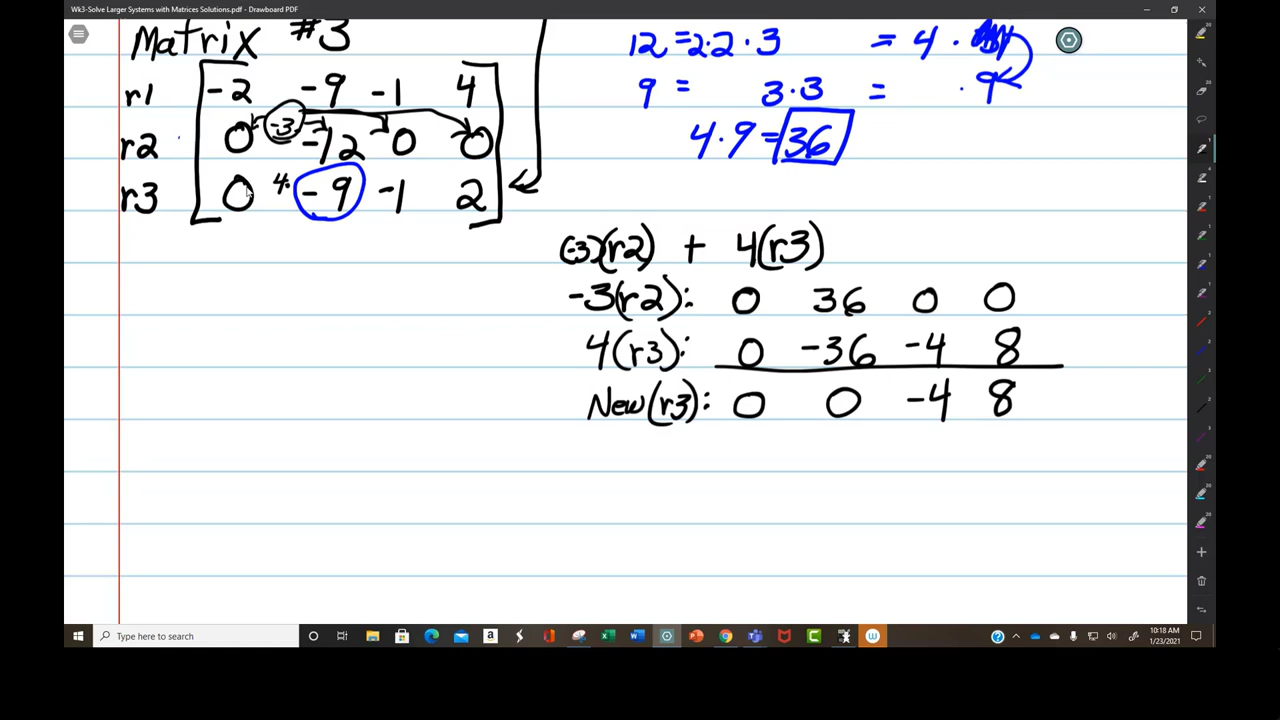 Wk3-Solve Larger Systems with Matrices Solutions.pdf - Drawboard PDF
Matrix #3
r1 -2 -9 -1 4
r2 0 -3 -12 0 0
r3 0 4· -9 -1 2
12 = 2·2·3 = 4 ·
9 = 3·3 = · 9
4·9=36
(-3)(r2) + 4(r3)
-3(r2): 0 36 0 0
4(r3): 0 -36 -4 8
New(r3): 0 0 -4 8
Type here to search
10:18 AM
1/23/2021